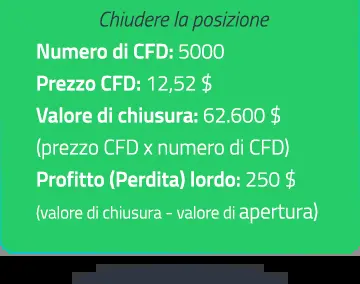 Chiudere la posizione
Numero di CFD: 5000
Prezzo CFD: 12,52 $
Valore di chiusura: 62.600 $
(prezzo CFD x numero di CFD)
Profitto (Perdita) lordo: 250 $
(valore di chiusura - valore di apertura)